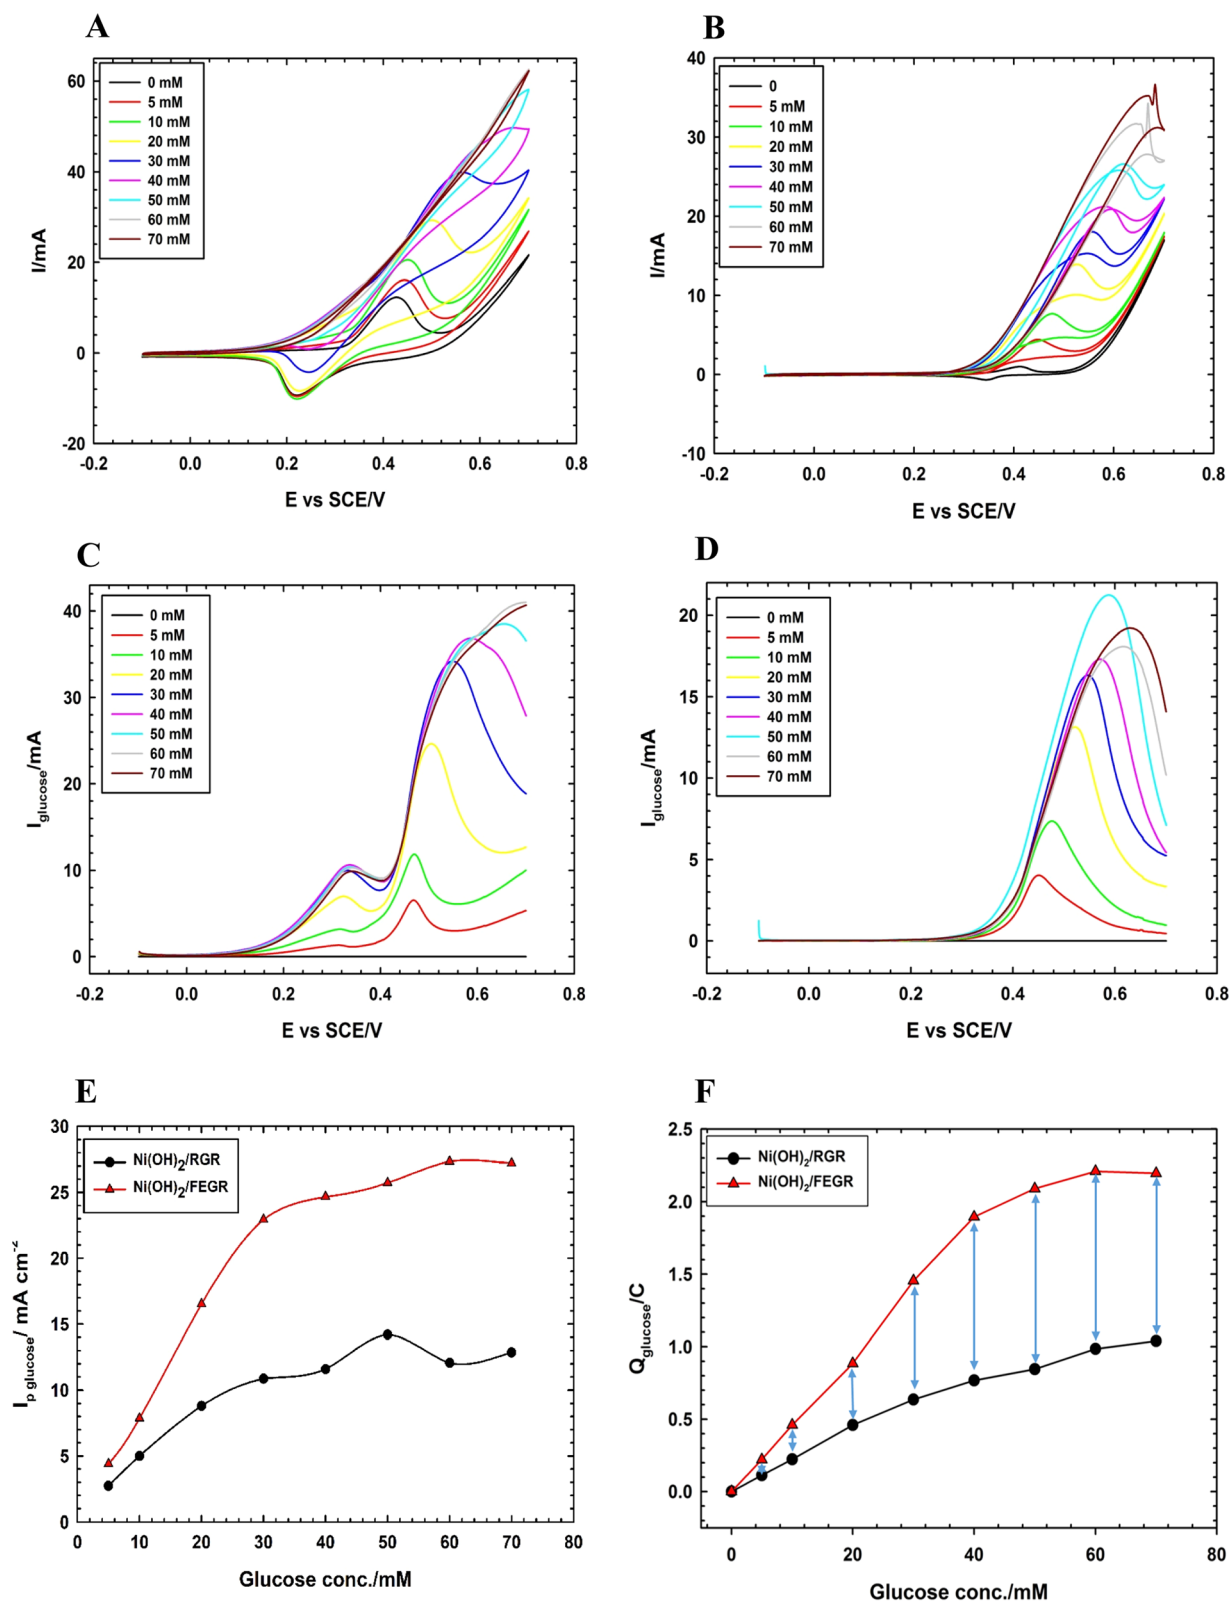 A
60
40
20
0
-20
I/mA
0 mM
5 mM
10 mM
20 mM
30 mM
40 mM
50 mM
60 mM
70 mM
-0.2 0.0 0.2 0.4 0.6 0.8
E vs SCE/V
B
40
30
20
10
0
-10
I/mA
0
5 mM
10 mM
20 mM
30 mM
40 mM
50 mM
60 mM
70 mM
-0.2 0.0 0.2 0.4 0.6 0.8
E vs SCE/V
C
40
30
20
10
0
Iglucose/mA
0 mM
5 mM
10 mM
20 mM
30 mM
40 mM
50 mM
60 mM
70 mM
-0.2 0.0 0.2 0.4 0.6 0.8
E vs SCE/V
D
20
15
10
5
0
Iglucose/mA
0 mM
5 mM
10 mM
20 mM
30 mM
40 mM
50 mM
60 mM
70 mM
-0.2 0.0 0.2 0.4 0.6 0.8
E vs SCE/V
E
30
25
20
15
10
5
0
Ip glucose/ mA cm-2
Ni(OH)2/RGR
Ni(OH)2/FEGR
0 10 20 30 40 50 60 70 80
Glucose conc./mM
F
2.5
2.0
1.5
1.0
0.5
0.0
Qglucose/C
Ni(OH)2/RGR
Ni(OH)2/FEGR
0 20 40 60 80
Glucose conc./mM